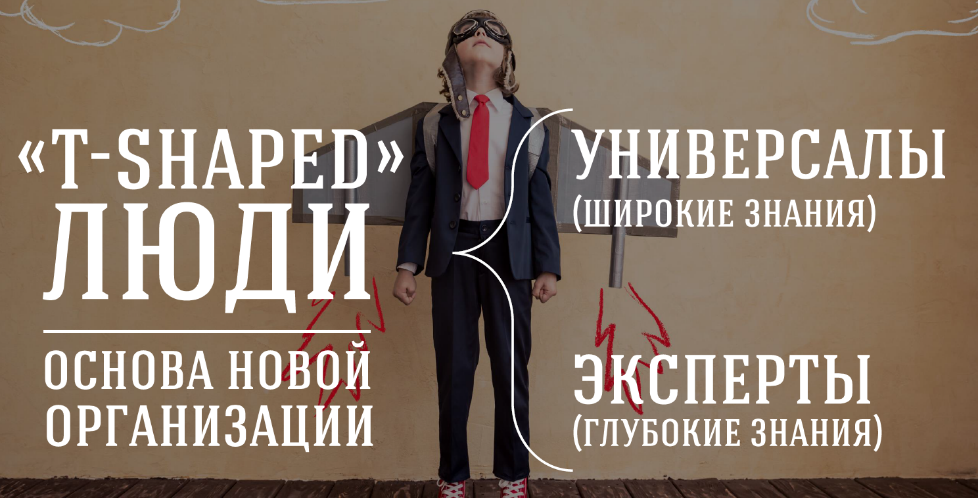 «T-SHAPED»
ЛЮДИ
ОСНОВА НОВОЙ
ОРГАНИЗАЦИИ
УНИВЕРСАЛЫ
(ШИРОКИЕ ЗНАНИЯ)
ЭКСПЕРТЫ
(ГЛУБОКИЕ ЗНАНИЯ)